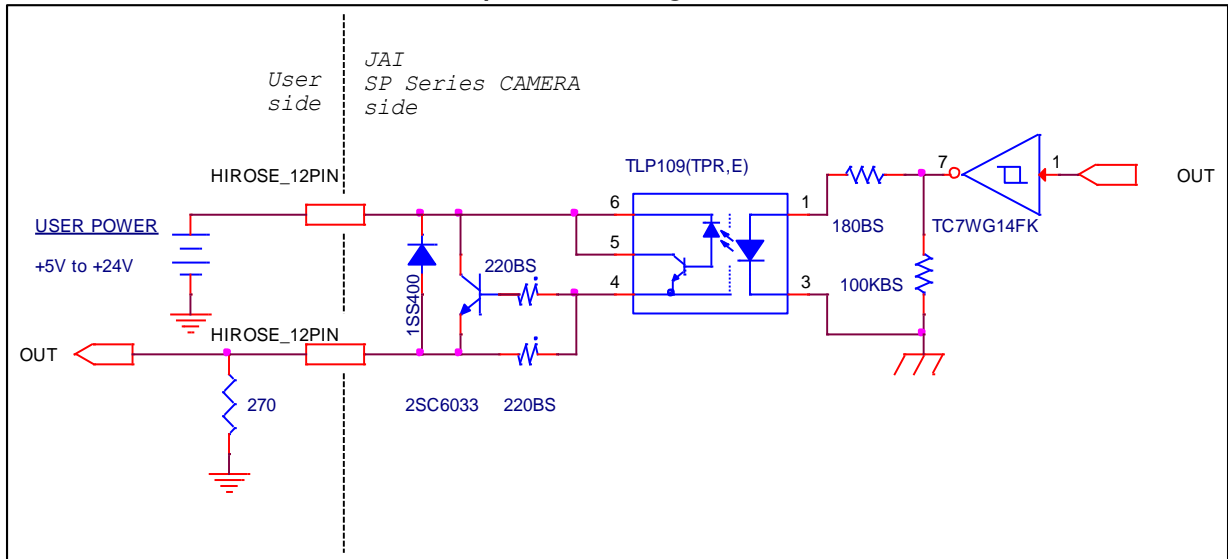 User
side
JAI
SP Series CAMERA
side
HIROSE_12PIN
USER POWER
+5V to +24V
HIROSE_12PIN
OUT
270
1SS400
220BS
2SC6033
220BS
TLP109(TPR,E)
6
5
4
1
3
180BS
7
1
TC7WG14FK
OUT
100KBS